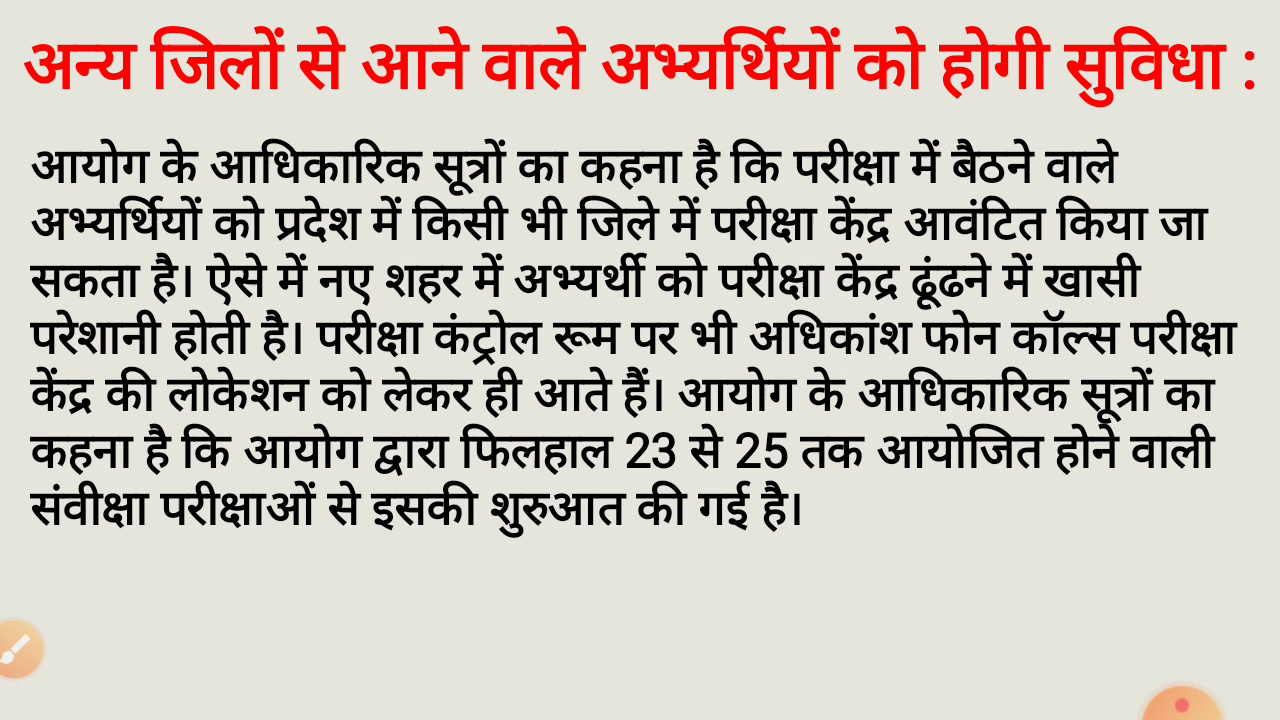 अन्य जिलों से आने वाले अभ्यर्थियों को होगी सुविधा :
आयोग के आधिकारिक सूत्रों का कहना है कि परीक्षा में बैठने वाले
अभ्यर्थियों को प्रदेश में किसी भी जिले में परीक्षा केंद्र आवंटित किया जा
सकता है। ऐसे में नए शहर में अभ्यर्थी को परीक्षा केंद्र ढूंढने में खासी
परेशानी होती है। परीक्षा कंट्रोल रूम पर भी अधिकांश फोन कॉल्स परीक्षा
केंद्र की लोकेशन को लेकर ही आते हैं। आयोग के आधिकारिक सूत्रों का
कहना है कि आयोग द्वारा फिलहाल 23 से 25 तक आयोजित होने वाली
संवीक्षा परीक्षाओं से इसकी शुरुआत की गई है।